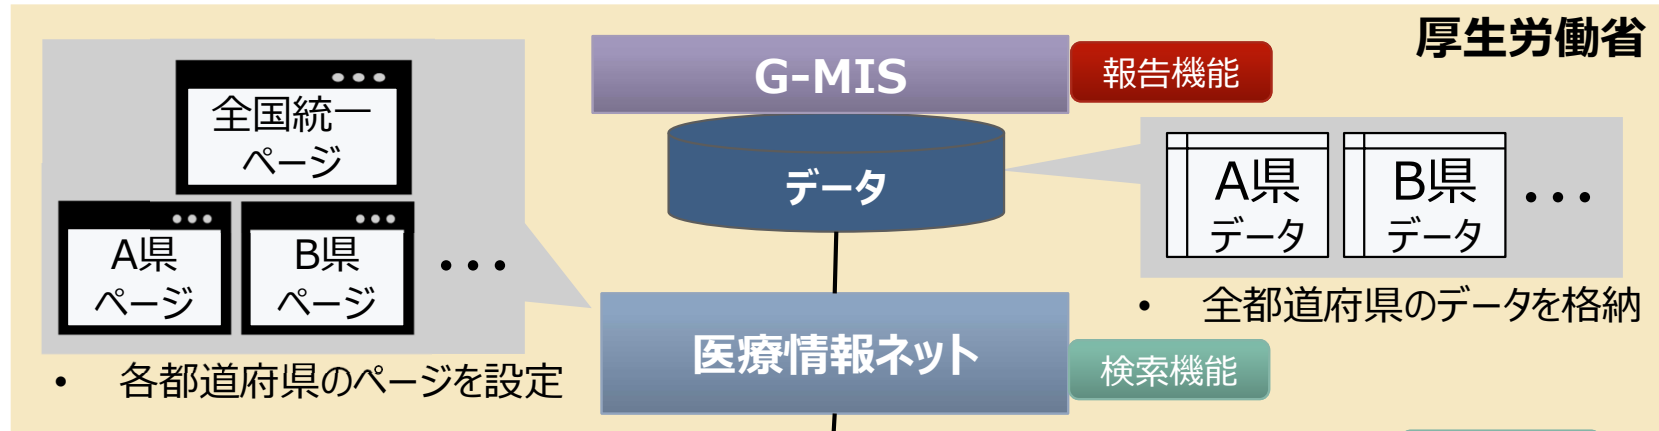 厚生労働省
G-MIS
報告機能
全国統一
ページ
データ
A県
データ
B県
データ
・・・
A県
ページ
B県
ページ
・・・
• 全都道府県のデータを格納
医療情報ネット
検索機能
• 各都道府県のページを設定